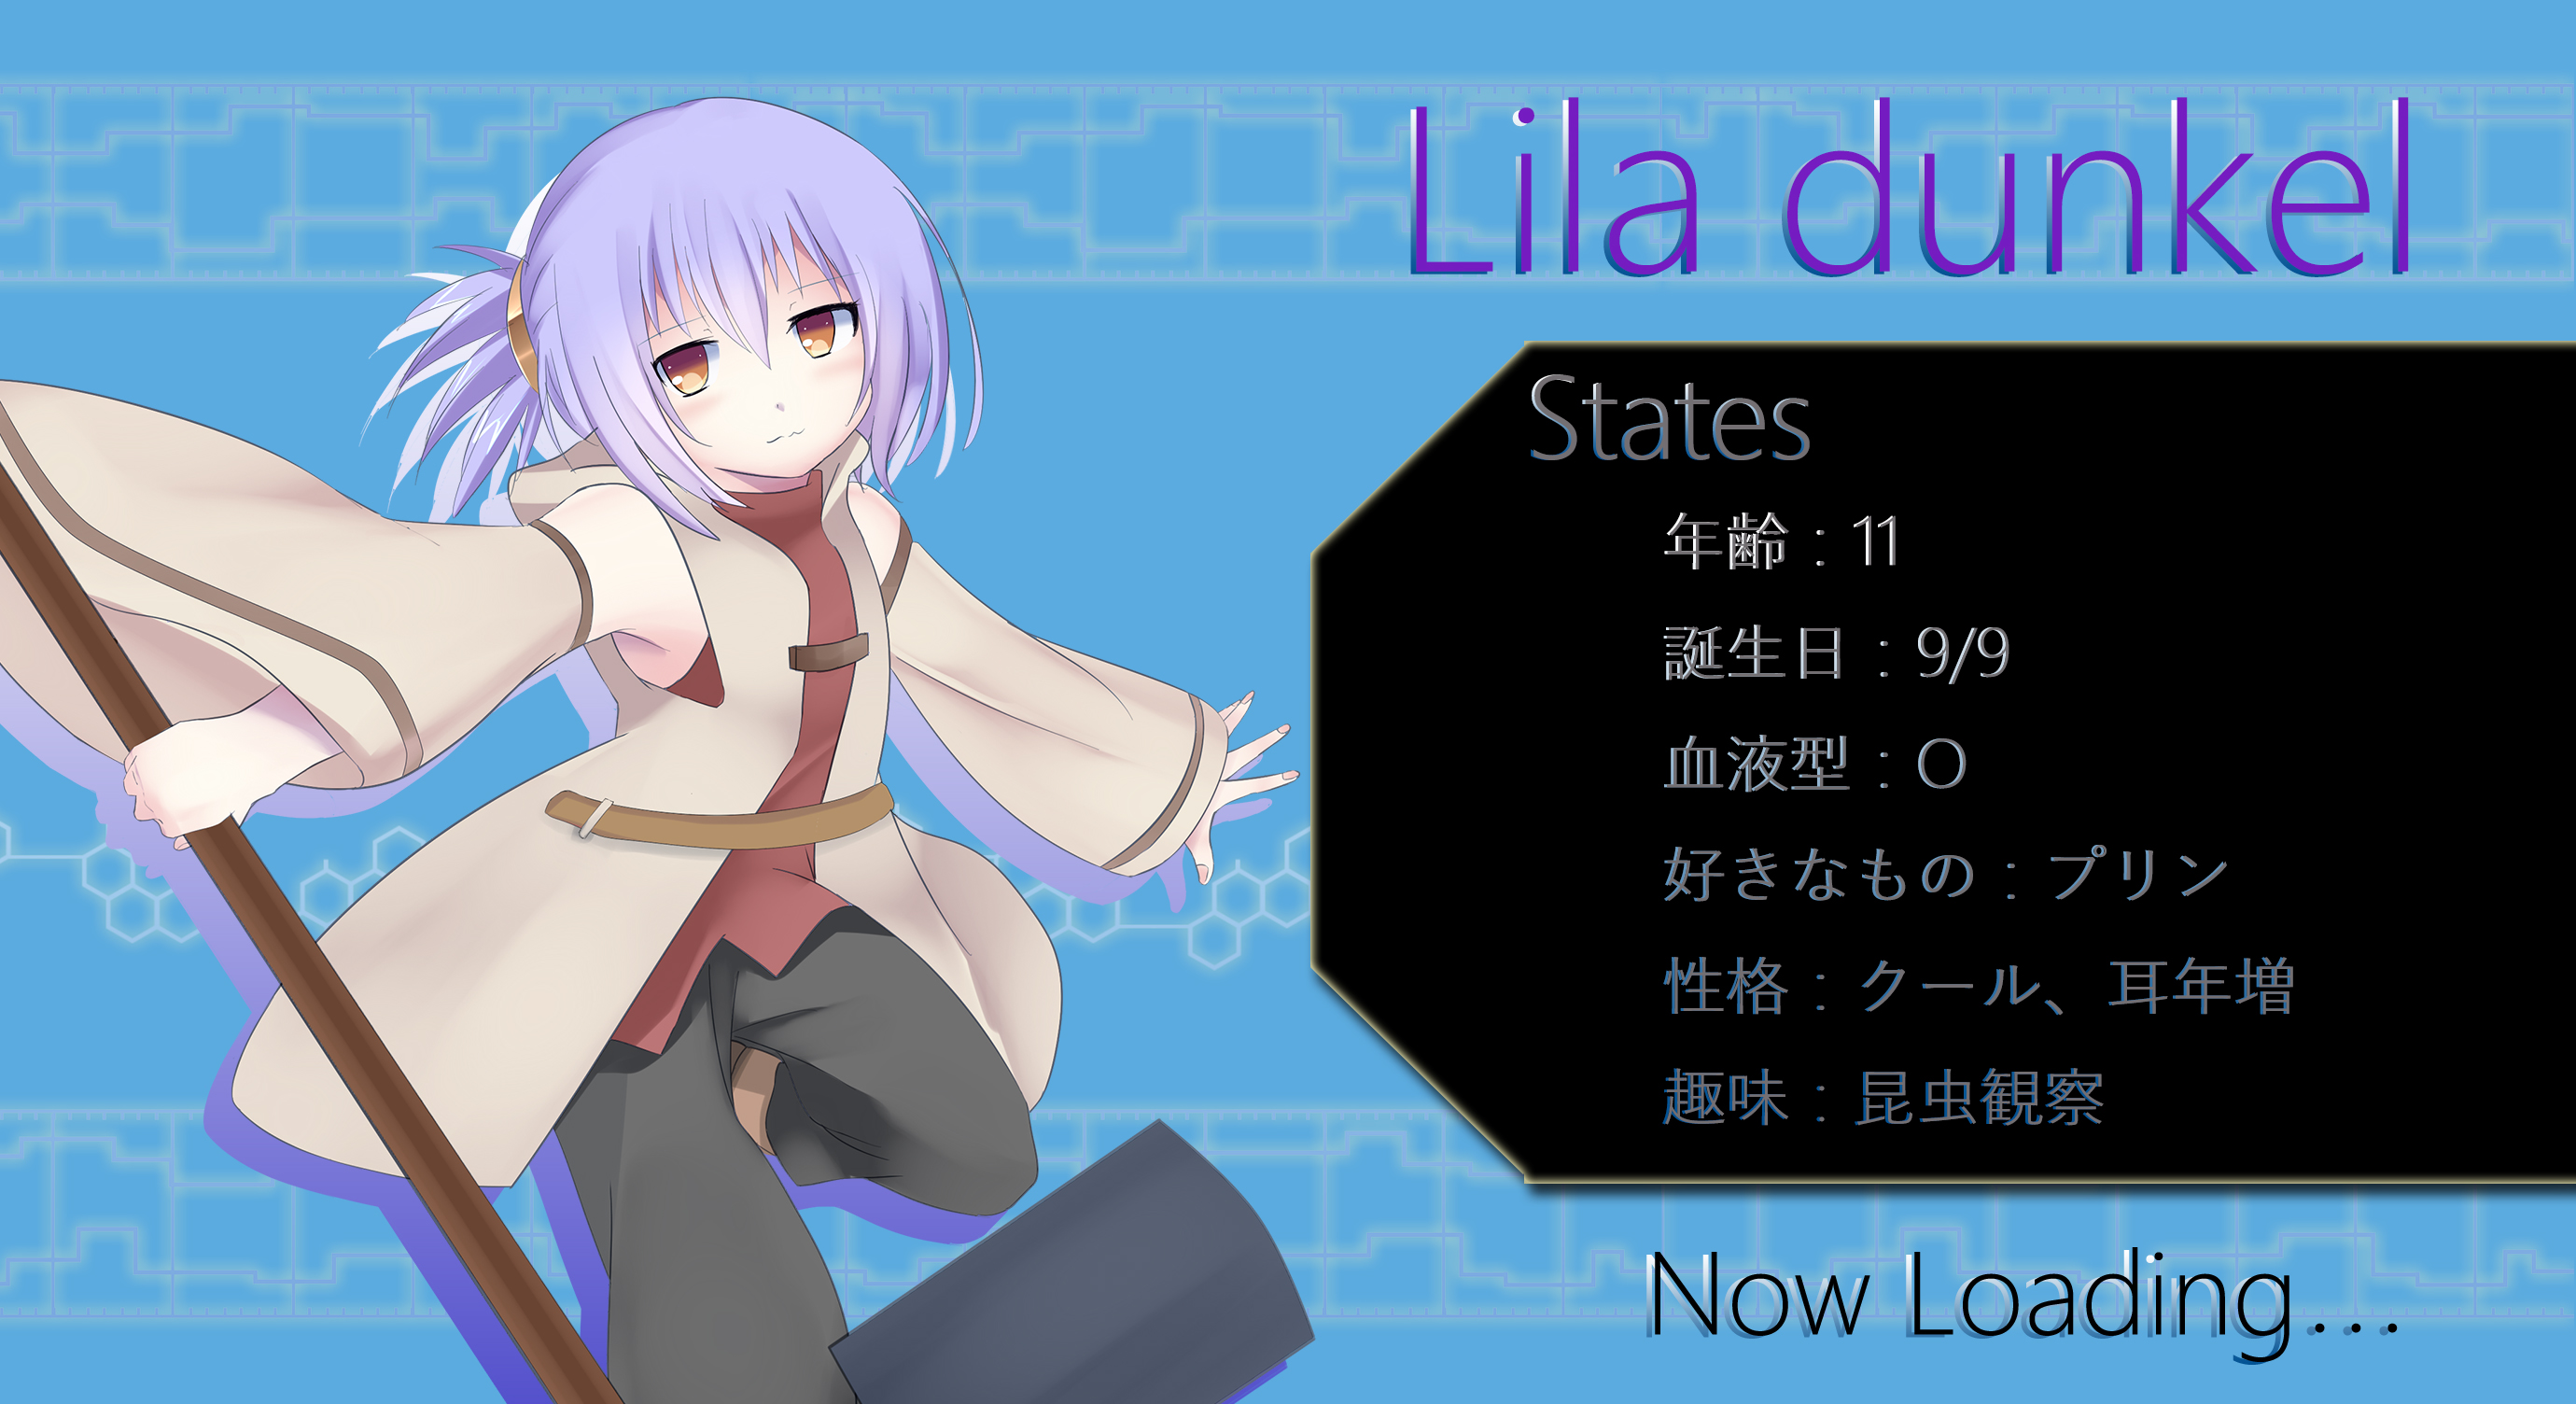 Lila dunkel
States
年齢：11
誕生日：9/9
血液型：O
好きなもの：プリン
性格：クール、耳年増
趣味：昆虫観察
Now Loading...